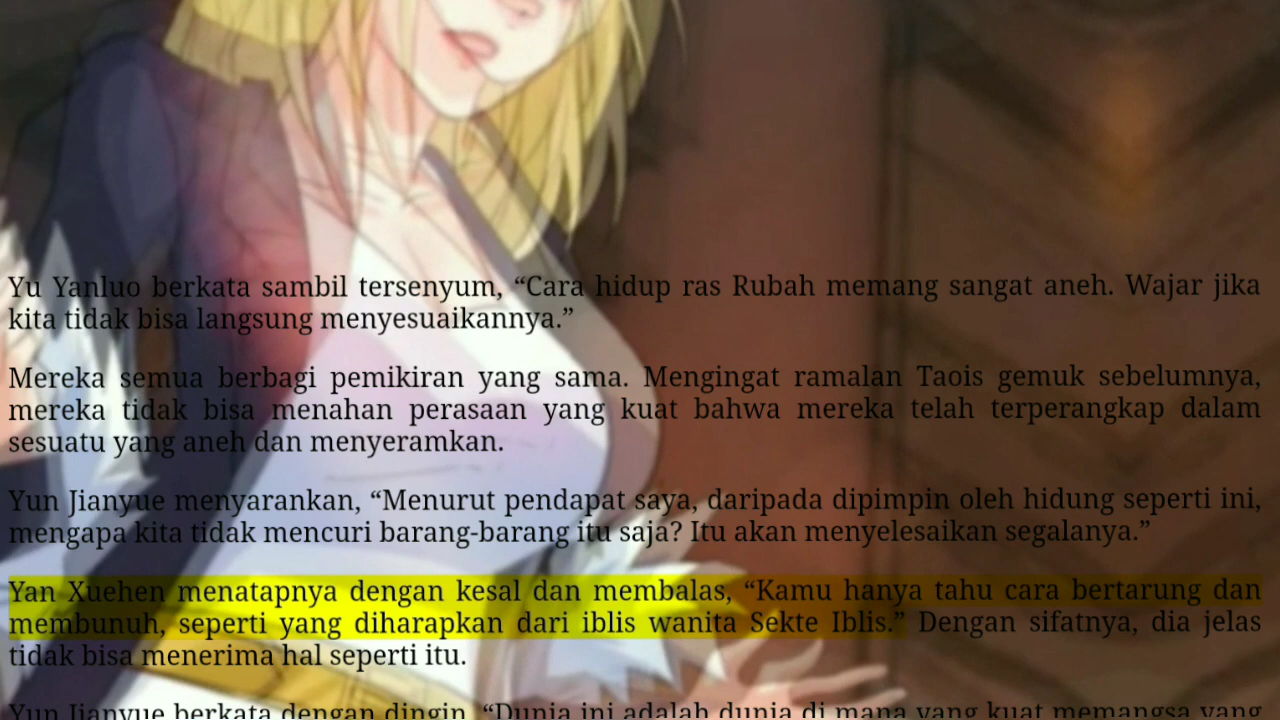 Yu Yanluo berkata sambil tersenyum, “Cara hidup ras Rubah memang sangat aneh. Wajar jika
kita tidak bisa langsung menyesuaikannya.”
Mereka semua berbagi pemikiran yang sama. Mengingat ramalan Taois gemuk sebelumnya,
mereka tidak bisa menahan perasaan yang kuat bahwa mereka telah terperangkap dalam
sesuatu yang aneh dan menyeramkan.
Yun Jianyue menyarankan, “Menurut pendapat saya, daripada dipimpin oleh hidung seperti ini,
mengapa kita tidak mencuri barang-barang itu saja? Itu akan menyelesaikan segalanya.”
Yan Xuehen menatapnya dengan kesal dan membalas, “Kamu hanya tahu cara bertarung dan
membunuh, seperti yang diharapkan dari iblis wanita Sekte Iblis.” Dengan sifatnya, dia jelas
tidak bisa menerima hal seperti itu.
Yun Jianyue berkata dengan dingin, “Dunia ini adalah dunia di mana yang kuat memangsa yang